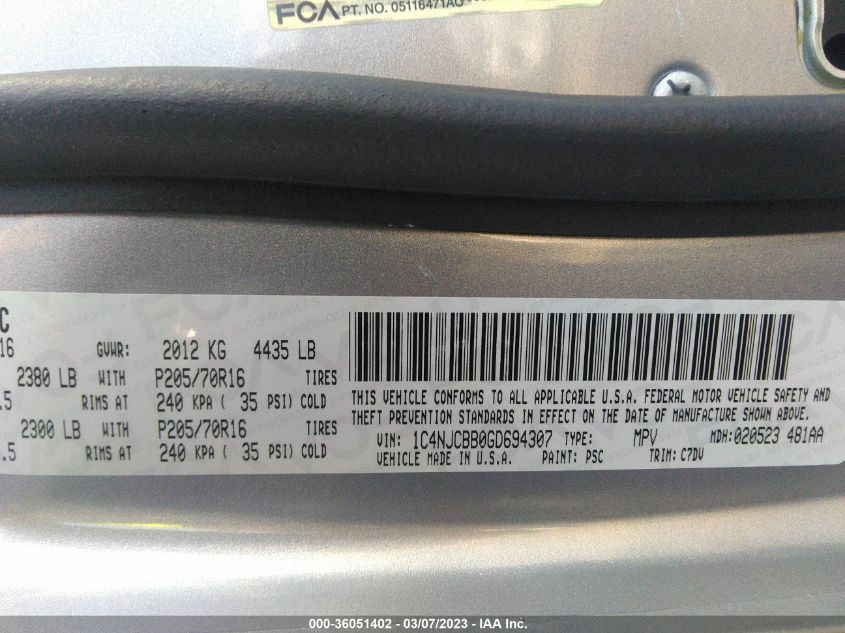 FCA PT. NO. 05116471AO
C
16 GVWR: 2012 KG 4435 LB
2380 LB WITH P205/70R16 TIRES
.5 RIMS AT 240 KPA ( 35 PSI) COLD
2300 LB WITH P205/70R16 TIRES
.5 RIMS AT 240 KPA ( 35 PSI) COLD
THIS VEHICLE CONFORMS TO ALL APPLICABLE U.S.A. FEDERAL MOTOR VEHICLE SAFETY AND
THEFT PREVENTION STANDARDS IN EFFECT ON THE DATE OF MANUFACTURE SHOWN ABOVE.
VIN: 1C4NJCBB0GD694307 TYPE: MPV MDH:020523 481AA
VEHICLE MADE IN U.S.A. PAINT: PSC TRIM: C7DV
000-36051402 - 03/07/2023 - IAA Inc.